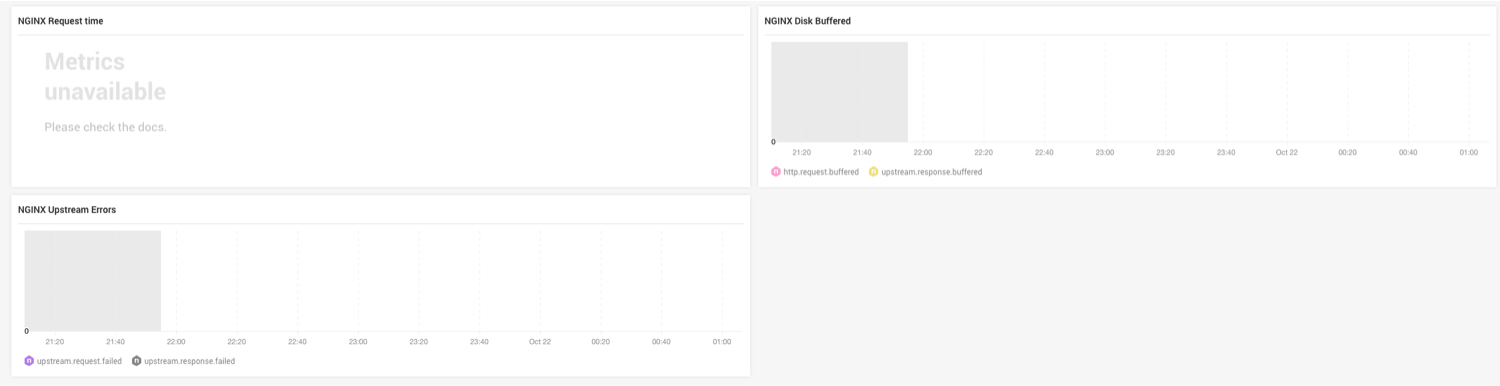 NGINX Request time
Metrics
unavailable
Please check the docs.
NGINX Disk Buffered
0
21:20 21:40 22:00 22:20 22:40 23:00 23:20 23:40 Oct 22 00:20 00:40 01:00
n http.request.buffered n upstream.response.buffered
NGINX Upstream Errors
0
21:20 21:40 22:00 22:20 22:40 23:00 23:20 23:40 Oct 22 00:20 00:40 01:00
n upstream.request.failed n upstream.response.failed